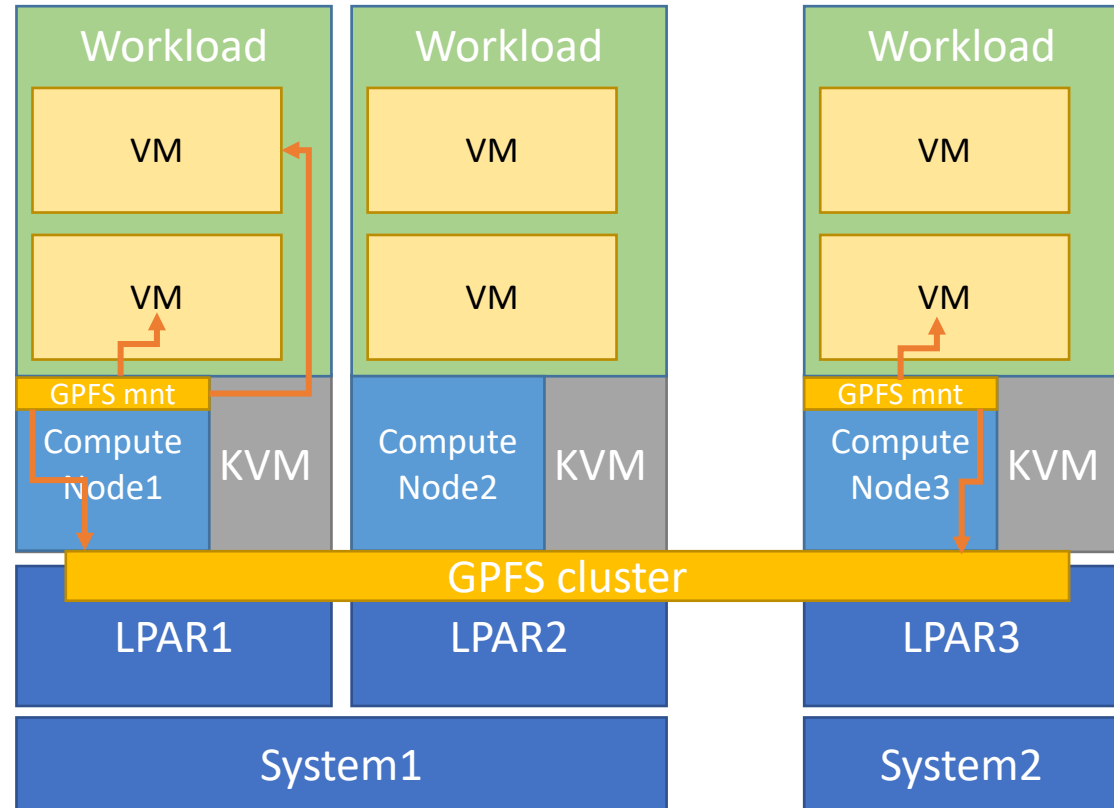 Workload
Workload
Workload
VM
VM
VM
VM
VM
VM
GPFS mnt
GPFS mnt
Compute
Node1
KVM
Compute
Node2
KVM
Compute
Node3
KVM
GPFS cluster
LPAR1
LPAR2
LPAR3
System1
System2